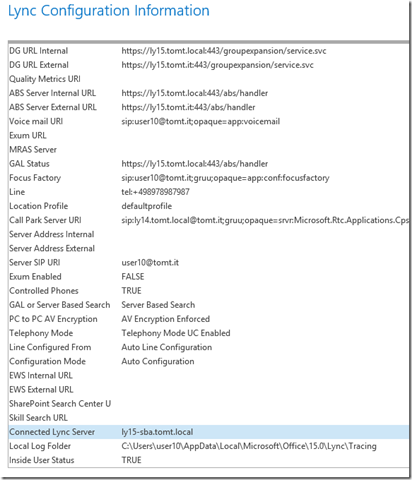 Lync Configuration Information
DG URL Internal https://ly15.tomt.local:443/groupexpansion/service.svc
DG URL External https://ly15.tomt.it:443/groupexpansion/service.svc
Quality Metrics URI
ABS Server Internal URL https://ly15.tomt.local:443/abs/handler
ABS Server External URL https://ly15.tomt.it:443/abs/handler
Voice mail URI sip:user10@tomt.it;opaque=app:voicemail
Exum URL
MRAS Server
GAL Status https://ly15.tomt.local:443/abs/handler
Focus Factory sip:user10@tomt.it;gruu;opaque=app:conf:focusfactory
Line tel:+498978987987
Location Profile defaultprofile
Call Park Server URI sip:ly14.tomt.local@tomt.it;gruu;opaque=srvr:Microsoft.Rtc.Applications.Cps
Server Address Internal
Server Address External
Server SIP URI user10@tomt.it
Exum Enabled FALSE
Controlled Phones TRUE
GAL or Server Based Search Server Based Search
PC to PC AV Encryption AV Encryption Enforced
Telephony Mode Telephony Mode UC Enabled
Line Configured From Auto Line Configuration
Configuration Mode Auto Configuration
EWS Internal URL
EWS External URL
SharePoint Search Center U
Skill Search URL
Connected Lync Server ly15-sba.tomt.local
Local Log Folder C:\Users\user10\AppData\Local\Microsoft\Office\15.0\Lync\Tracing
Inside User Status TRUE